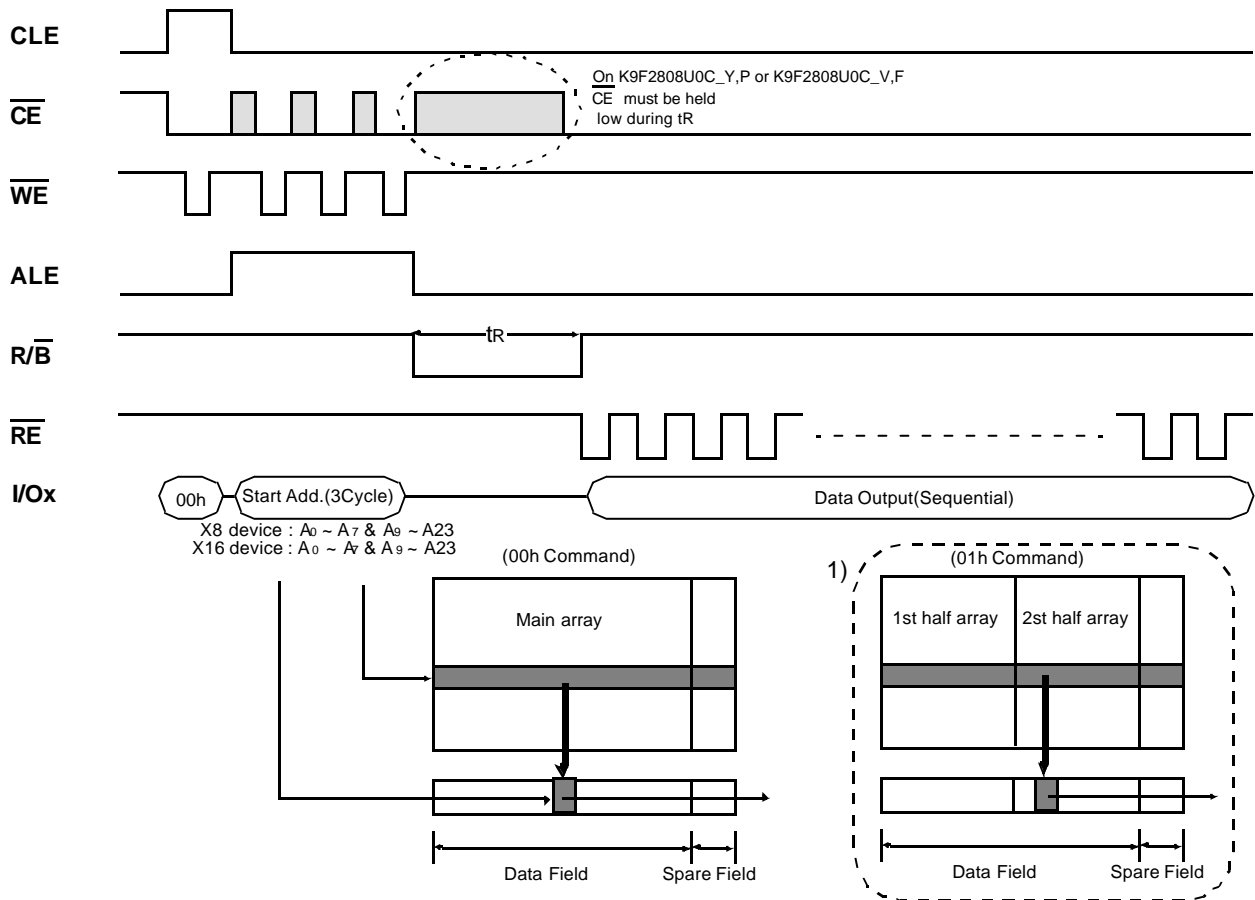 CLE
On K9F2808U0C_Y,P or K9F2808U0C_V,F
CE must be held
low during tR
CE
WE
ALE
R/B
tR
RE
I/Ox
00h
Start Add.(3Cycle)
Data Output(Sequential)
X8 device : A0 ~ A7 & A9 ~ A23
X16 device : A0 ~ A7 & A9 ~ A23
(00h Command)
Main array
Data Field
Spare Field
1)
(01h Command)
1st half array
2st half array
Data Field
Spare Field